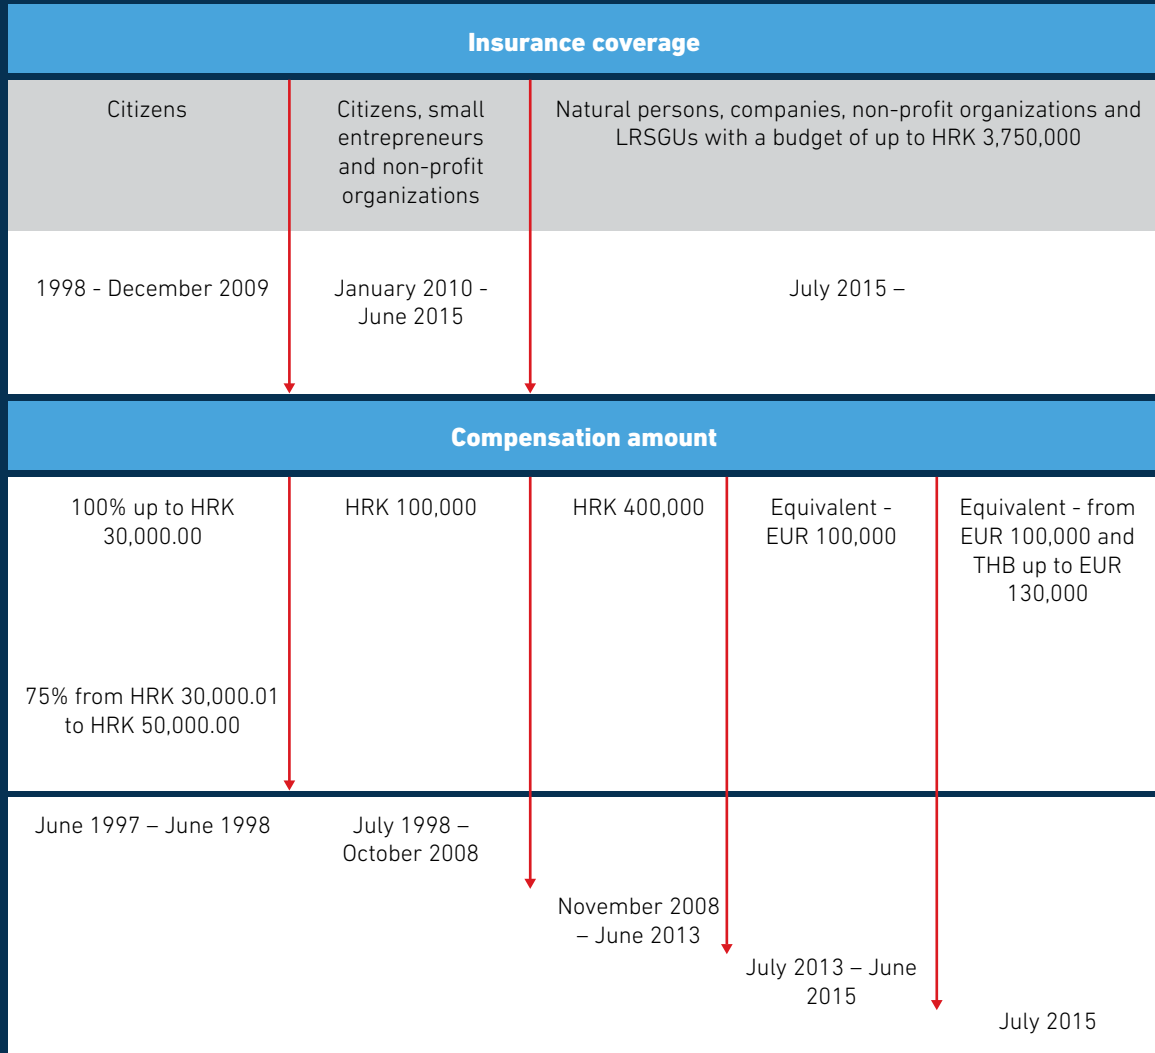 Insurance coverage
Citizens
Citizens, small
entrepreneurs
and non-profit
organizations
Natural persons, companies, non-profit organizations and
LRSGUs with a budget of up to HRK 3,750,000
1998 - December 2009
January 2010 -
June 2015
July 2015 –
Compensation amount
100% up to HRK
30,000.00
75% from HRK 30,000.01
to HRK 50,000.00
HRK 100,000
HRK 400,000
Equivalent -
EUR 100,000
Equivalent - from
EUR 100,000 and
THB up to EUR
130,000
June 1997 – June 1998
July 1998 –
October 2008
November 2008
– June 2013
July 2013 – June
2015
July 2015